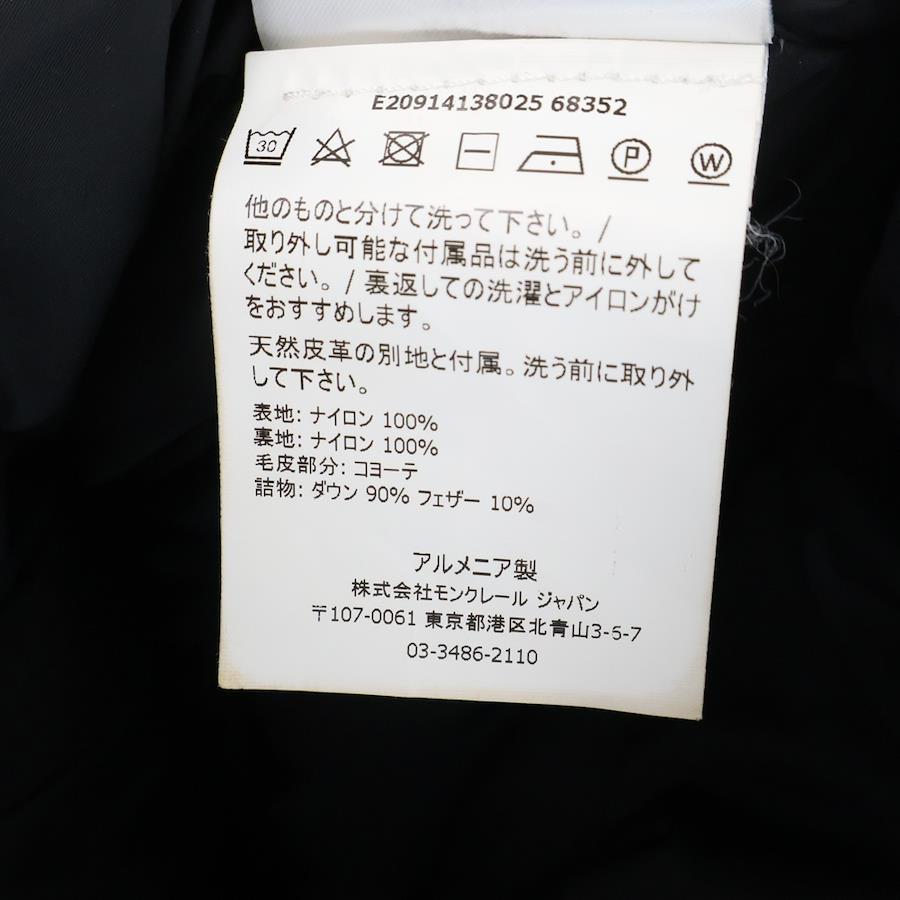 E20914138025 68352
30
P
W
他のものと分けて洗って下さい。/
取り外し可能な付属品は洗う前に外して
ください。/ 裏返しての洗濯とアイロンがけ
をおすすめします。
天然皮革の別地と付属。洗う前に取り外
して下さい。
表地: ナイロン 100%
裏地: ナイロン 100%
毛皮部分: コヨーテ
詰物: ダウン 90% フェザー 10%
アルメニア製
株式会社モンクレール ジャパン
〒107-0061 東京都港区北青山3-5-7
03-3486-2110